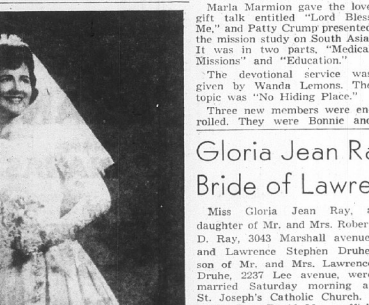 Marla Marmion gave the love
gift talk entitled "Lord Bless
Me," and Patty Crump presented
the mission study on South Asia.
It was in two parts, "Medical
Missions" and "Education."
The devotional service was
given by Wanda Lemons. The
topic was "No Hiding Place."
Three new members were en-
rolled. They were Bonnie and
Gloria Jean Ra
Bride of Lawre
Miss Gloria Jean Ray, a
daughter of Mr. and Mrs. Robert
D. Ray, 3043 Marshall avenue,
and Lawrence Stephen Druhe,
son of Mr. and Mrs. Lawrence
Druhe, 2237 Lee avenue, were
married Saturday morning at
St. Joseph's Catholic Church.